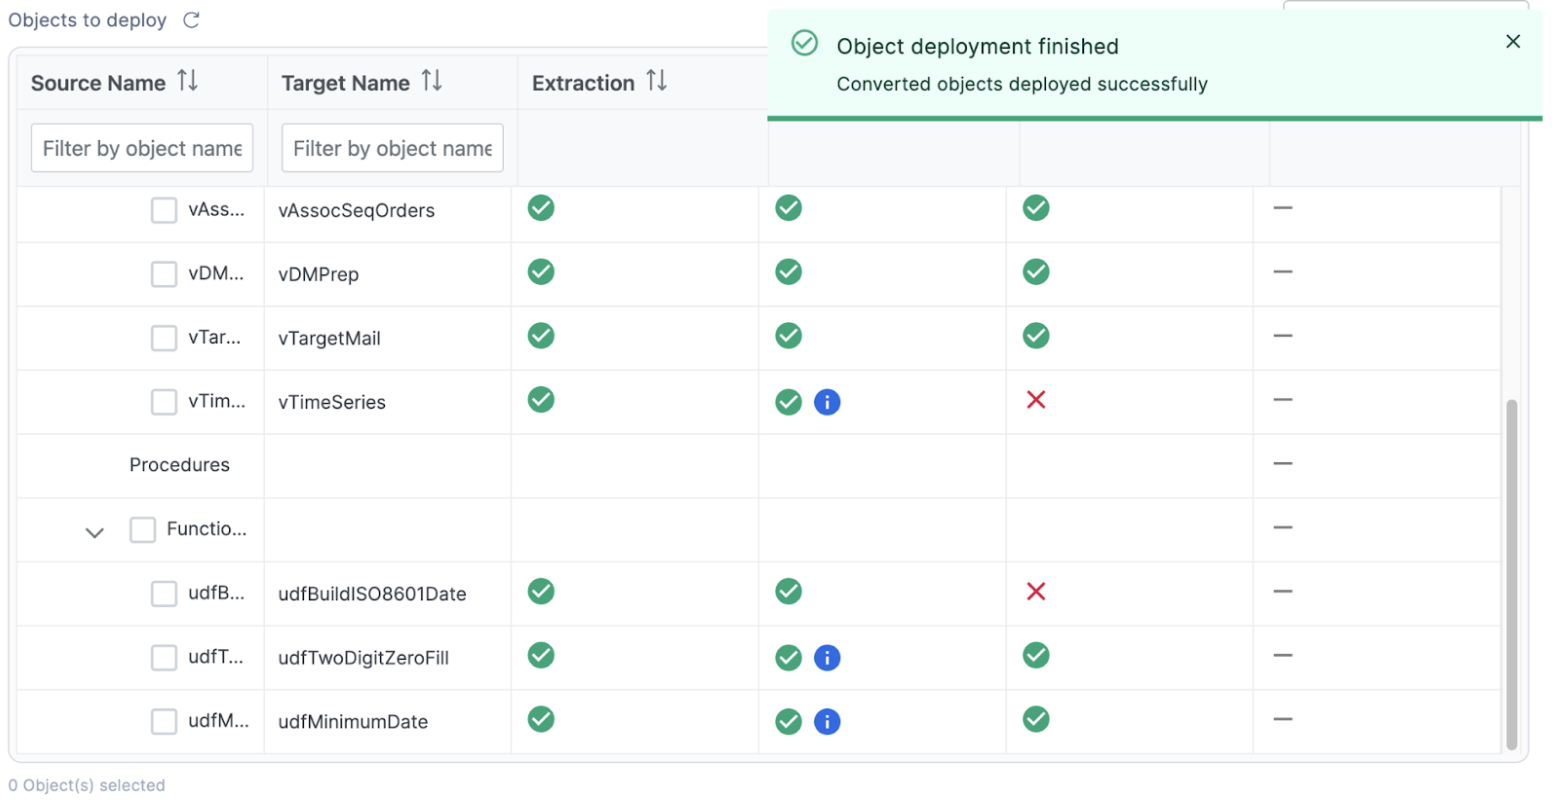 Objects to deploy
Object deployment finished
Converted objects deployed successfully
Source Name
Target Name
Extraction
Filter by object name
Filter by object name
vAss... vAssocSeqOrders
vDM... vDMPrep
vTar... vTargetMail
vTim... vTimeSeries
Procedures
Functio...
udfB... udfBuildISO8601Date
udfT... udfTwoDigitZeroFill
udfM... udfMinimumDate
0 Object(s) selected